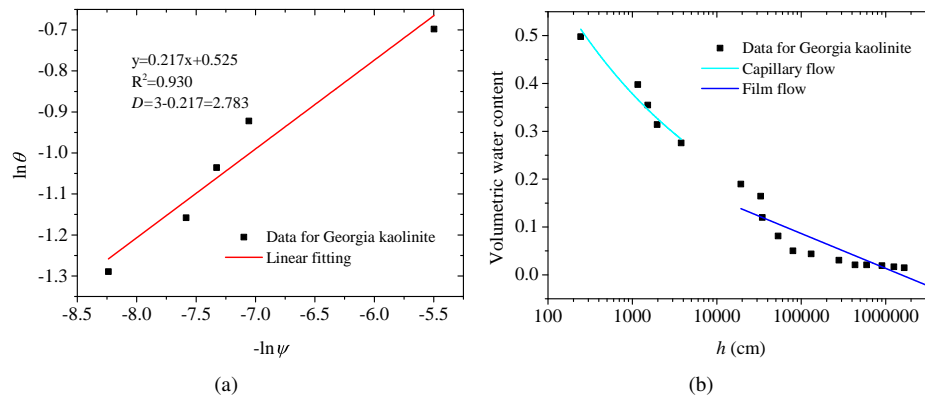 (a)
y=0.217x+0.525
R²=0.930
D=3-0.217=2.783
Data for Georgia kaolinite
Linear fitting
lnθ
-0.7
-0.8
-0.9
-1.0
-1.1
-1.2
-1.3
-8.5 -8.0 -7.5 -7.0 -6.5 -6.0 -5.5
-lnψ
(a)
Data for Georgia kaolinite
Capillary flow
Film flow
Volumetric water content
0.5
0.4
0.3
0.2
0.1
0.0
100 1000 10000 100000 1000000
h (cm)
(b)